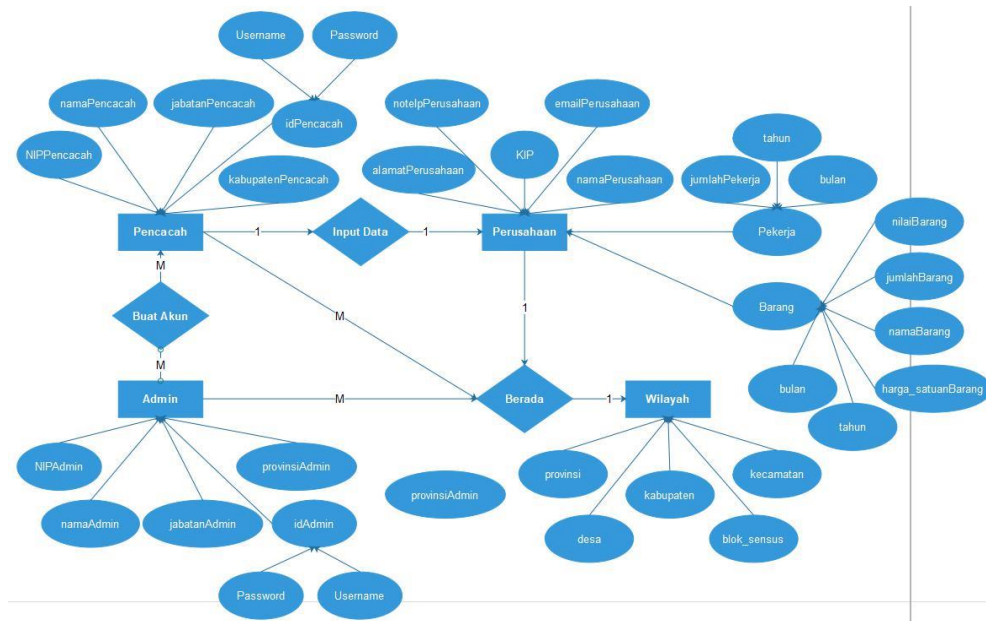 Username
Password
namaPencacah
jabatanPencacah
idPencacah
NIPPencacah
kabupatenPencacah
notelpPerusahaan
emailPerusahaan
KIP
alamatPerusahaan
namaPerusahaan
tahun
jumlahPekerja
bulan
Pekerja
Pencacah
1
Input Data
1
Perusahaan
nilaiBarang
jumlahBarang
Barang
namaBarang
harga_satuanBarang
bulan
tahun
M
Buat Akun
M
M
1
Admin
M
Berada
1
Wilayah
NIPAdmin
provinsiAdmin
namaAdmin
jabatanAdmin
idAdmin
Password
Username
provinsiAdmin
provinsi
kecamatan
kabupaten
desa
blok_sensus